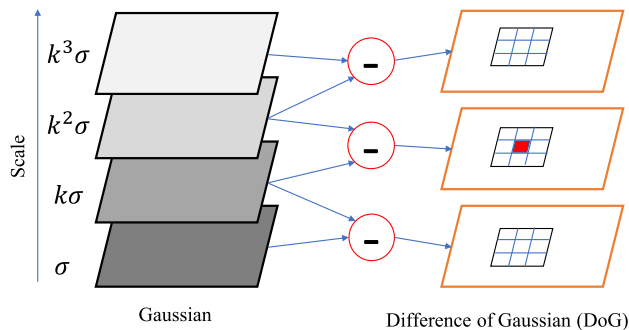 k³σ
k²σ
kσ
σ
Scale
-
-
-
Gaussian
Difference of Gaussian (DoG)